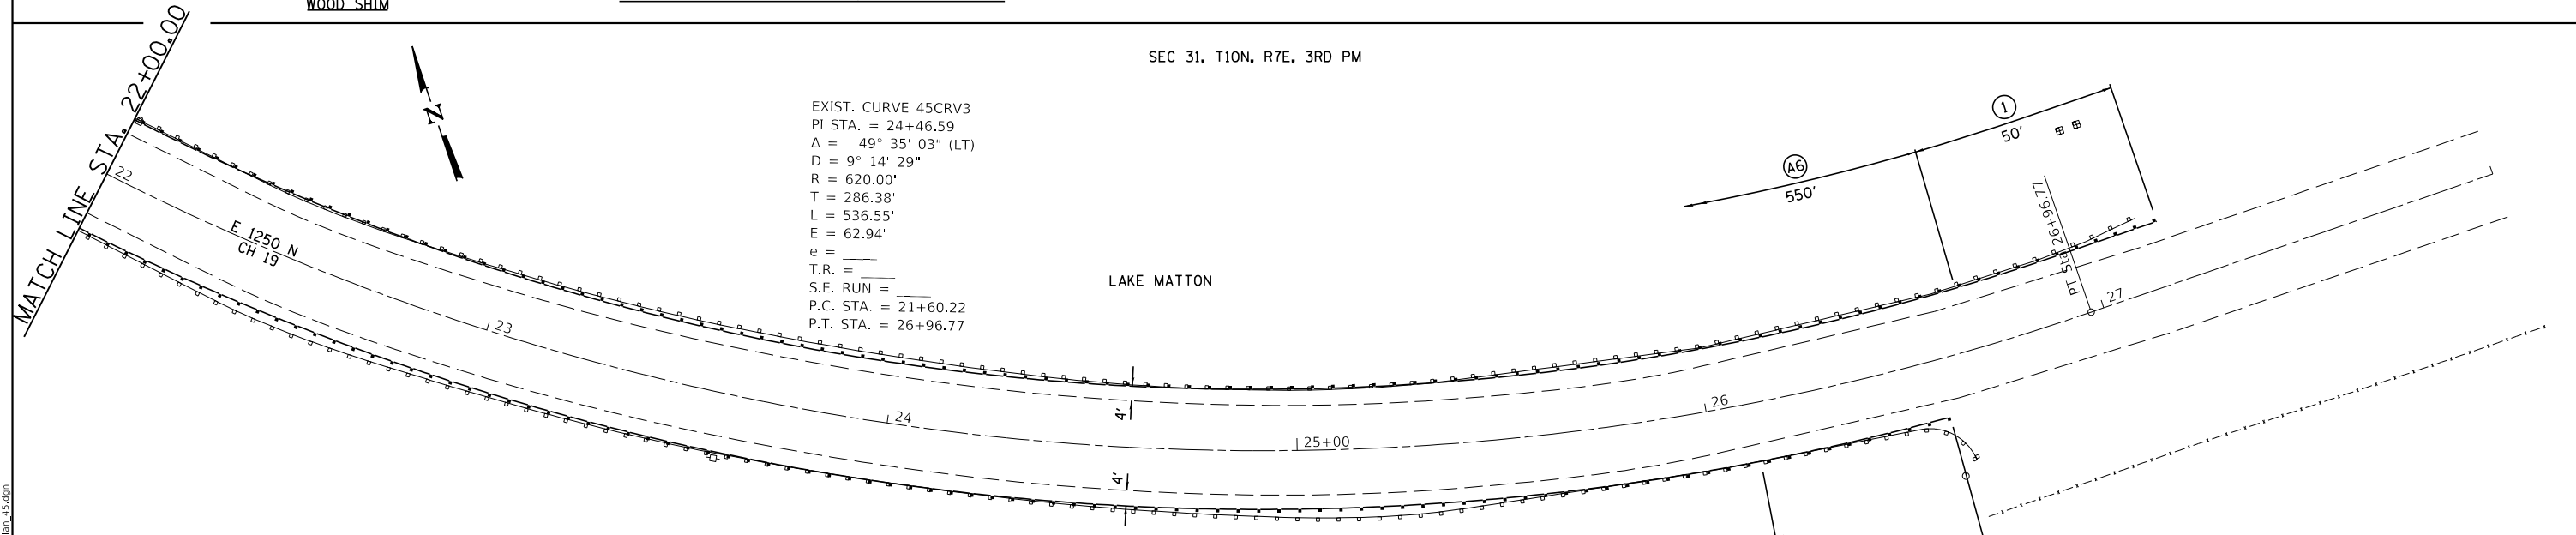 WOOD SHIM
MATCH LINE STA. 22+00.00
N
SEC 31, T10N, R7E, 3RD PM
EXIST. CURVE 45CRV3
PI STA. = 24+46.59
Δ = 49° 35' 03" (LT)
D = 9° 14' 29"
R = 620.00'
T = 286.38'
L = 536.55'
E = 62.94'
e = ____
T.R. = ____
S.E. RUN = ____
P.C. STA. = 21+60.22
P.T. STA. = 26+96.77
LAKE MATTON
1
50'
A6
550'
PT Sta 26+96.77
22
E 1250 N
CH 19
23
24
25+00
26
27
4'
4'
lan_45.dgn